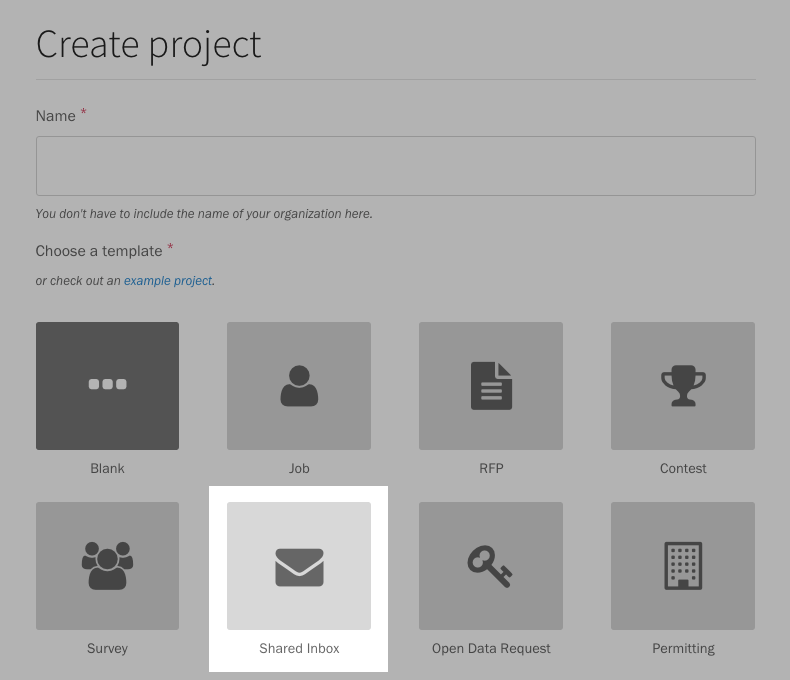 Create project
Name *
You don't have to include the name of your organization here.
Choose a template *
or check out an example project.
Blank
Job
RFP
Contest
Survey
Shared Inbox
Open Data Request
Permitting